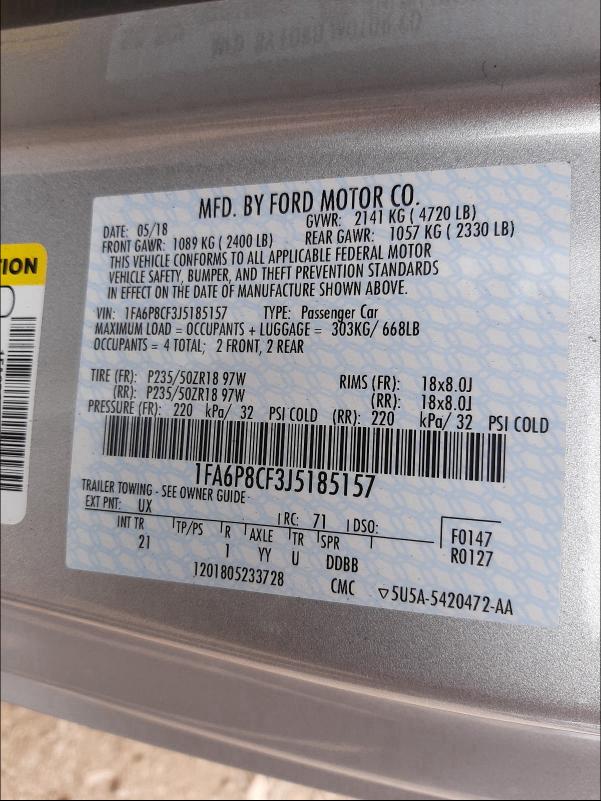 MFD. BY FORD MOTOR CO.
DATE: 05/18 GVWR: 2141 KG ( 4720 LB)
FRONT GAWR: 1089 KG ( 2400 LB) REAR GAWR: 1057 KG ( 2330 LB)
THIS VEHICLE CONFORMS TO ALL APPLICABLE FEDERAL MOTOR
VEHICLE SAFETY, BUMPER, AND THEFT PREVENTION STANDARDS
IN EFFECT ON THE DATE OF MANUFACTURE SHOWN ABOVE.
VIN: 1FA6P8CF3J5185157 TYPE: Passenger Car
MAXIMUM LOAD = OCCUPANTS + LUGGAGE = 303KG/ 668LB
OCCUPANTS = 4 TOTAL; 2 FRONT, 2 REAR
TIRE (FR): P235/50ZR18 97W RIMS (FR): 18x8.0J
(RR): P235/50ZR18 97W (RR): 18x8.0J
PRESSURE (FR): 220 kPa/ 32 PSI COLD (RR): 220 kPa/ 32 PSI COLD
1FA6P8CF3J5185157
TRAILER TOWING - SEE OWNER GUIDE
EXT PNT: UX RC: 71 DSO: F0147
INT TR TP/PS R AXLE TR SPR R0127
21 1 YY U DDBB
1201805233728 CMC ▽5U5A-5420472-AA
TION